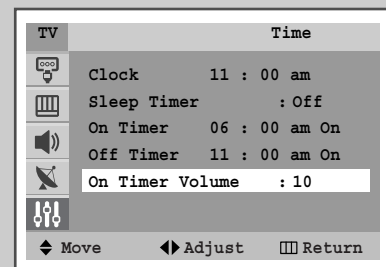 TV Time
Clock 11 : 00 am
Sleep Timer : Off
On Timer 06 : 00 am On
Off Timer 11 : 00 am On
On Timer Volume : 10
Move Adjust Return